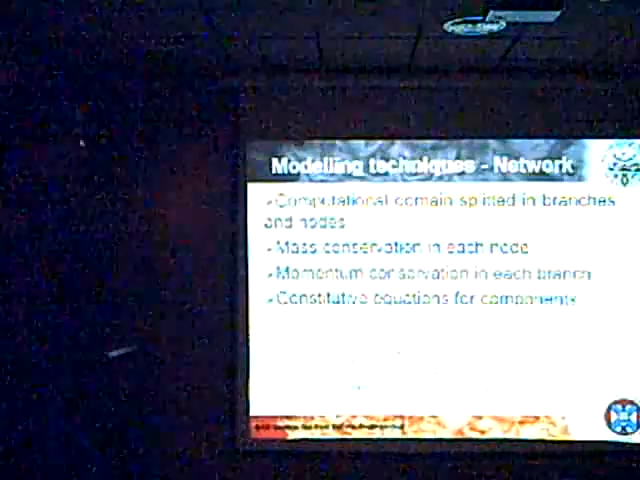 Modelling techniques - Network
Computational domain splitted in branches
and nodes
Mass conservation in each node
Momentum conservation in each branch
Constitutive equations for components